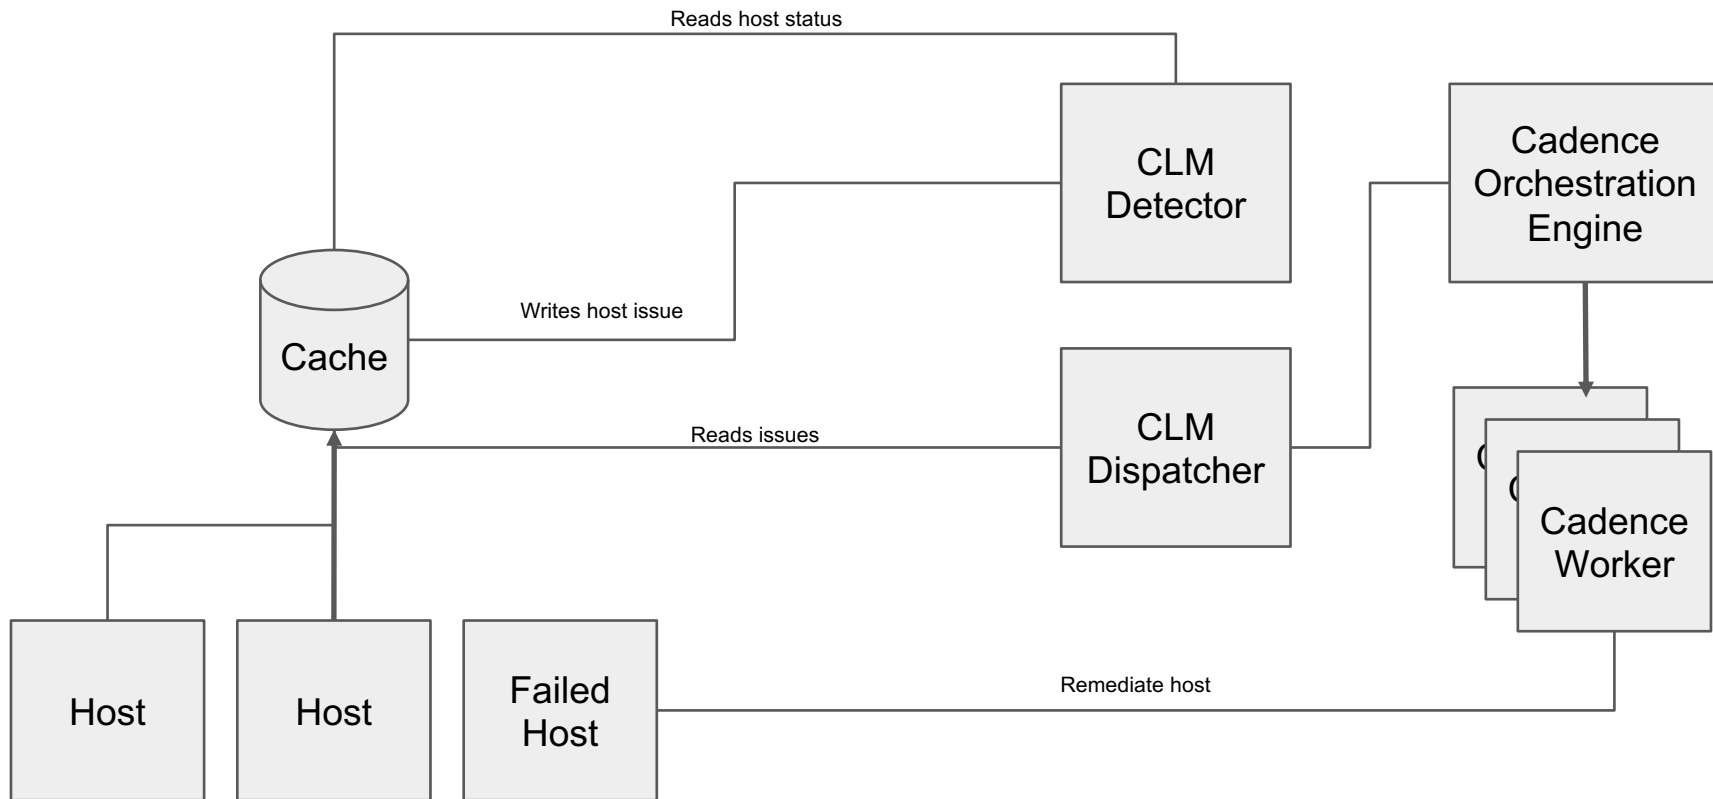 Reads host status
CLM
Detector
Cadence
Orchestration
Engine
Writes host issue
Cache
Reads issues
CLM
Dispatcher
Cadence
Worker
Host
Host
Failed
Host
Remediate host